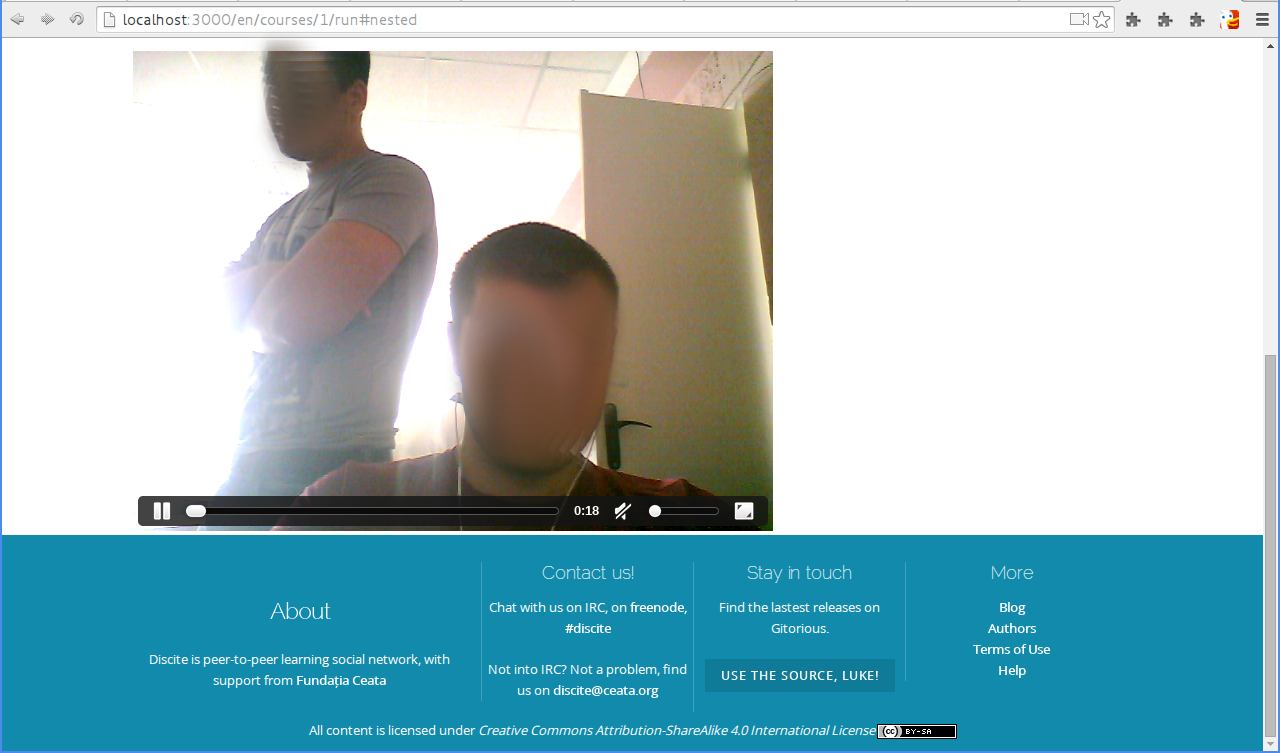 localhost:3000/en/courses/1/run#nested
0:18
About
Discite is peer-to-peer learning social network, with
support from Fundația Ceata
Contact us!
Chat with us on IRC, on freenode,
#discite
Not into IRC? Not a problem, find
us on discite@ceata.org
Stay in touch
Find the lastest releases on
Gitorious.
USE THE SOURCE, LUKE!
More
Blog
Authors
Terms of Use
Help
All content is licensed under Creative Commons Attribution-ShareAlike 4.0 International License (cc) BY-SA